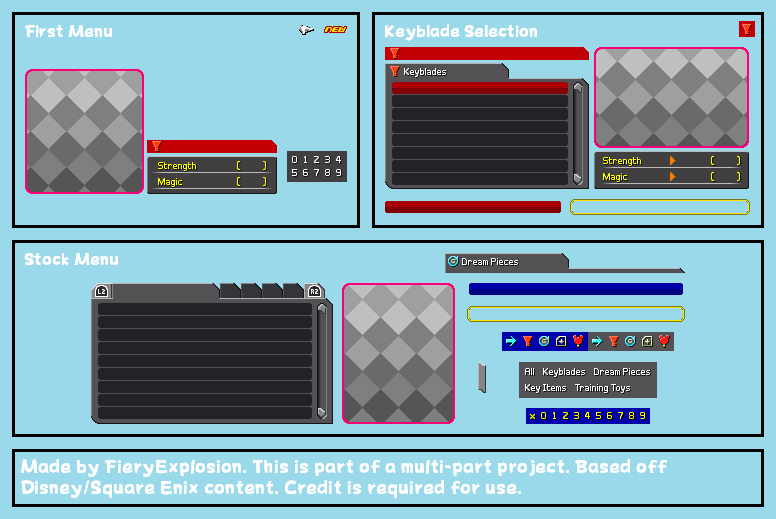 First Menu
NEW
Strength ( )
Magic ( )
0 1 2 3 4
5 6 7 8 9
Keyblade Selection
Keyblades
Strength ( )
Magic ( )
Stock Menu
L2
R2
Dream Pieces
All Keyblades Dream Pieces
Key Items Training Toys
x 0 1 2 3 4 5 6 7 8 9
Made by FieryExplosion. This is part of a multi-part project. Based off
Disney/Square Enix content. Credit is required for use.